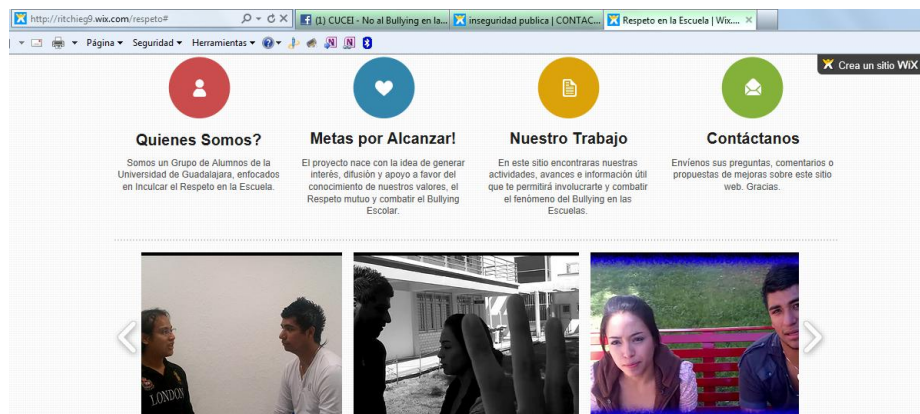 http://ritchieg9.wix.com/respeto#
(1) CUCEI - No al Bullying en la...
inseguridad publica | CONTAC...
Respeto en la Escuela | Wix....
Página Seguridad Herramientas
Crea un sitio WiX
Quienes Somos?
Somos un Grupo de Alumnos de la
Universidad de Guadalajara, enfocados
en Inculcar el Respeto en la Escuela.
Metas por Alcanzar!
El proyecto nace con la idea de generar
interés, difusión y apoyo a favor del
conocimiento de nuestros valores, el
Respeto mutuo y combatir el Bullying
Escolar.
Nuestro Trabajo
En este sitio encontraras nuestras
actividades, avances e información útil
que te permitirá involucrarte y combatir
el fenómeno del Bullying en las
Escuelas.
Contáctanos
Envíenos sus preguntas, comentarios o
propuestas de mejoras sobre este sitio
web. Gracias.
LONDON